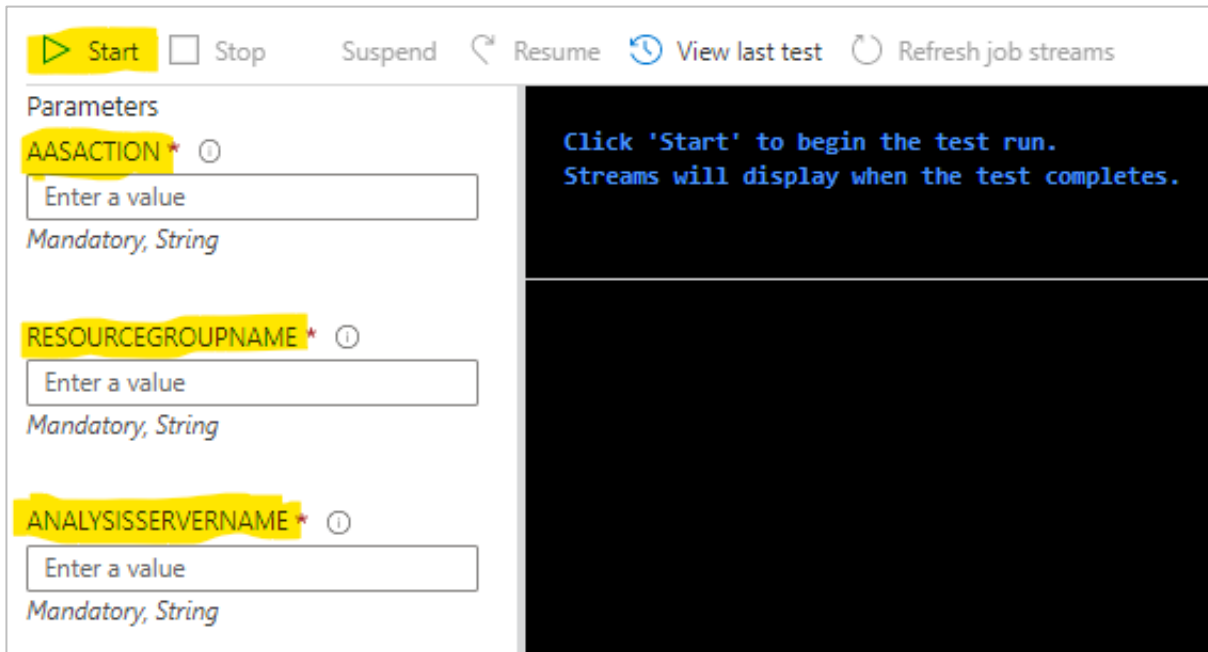 Start Stop Suspend Resume View last test Refresh job streams
Parameters
AASACTION *
Enter a value
Mandatory, String
RESOURCEGROUPNAME *
Enter a value
Mandatory, String
ANALYSISSERVERNAME *
Enter a value
Mandatory, String
Click 'Start' to begin the test run.
Streams will display when the test completes.